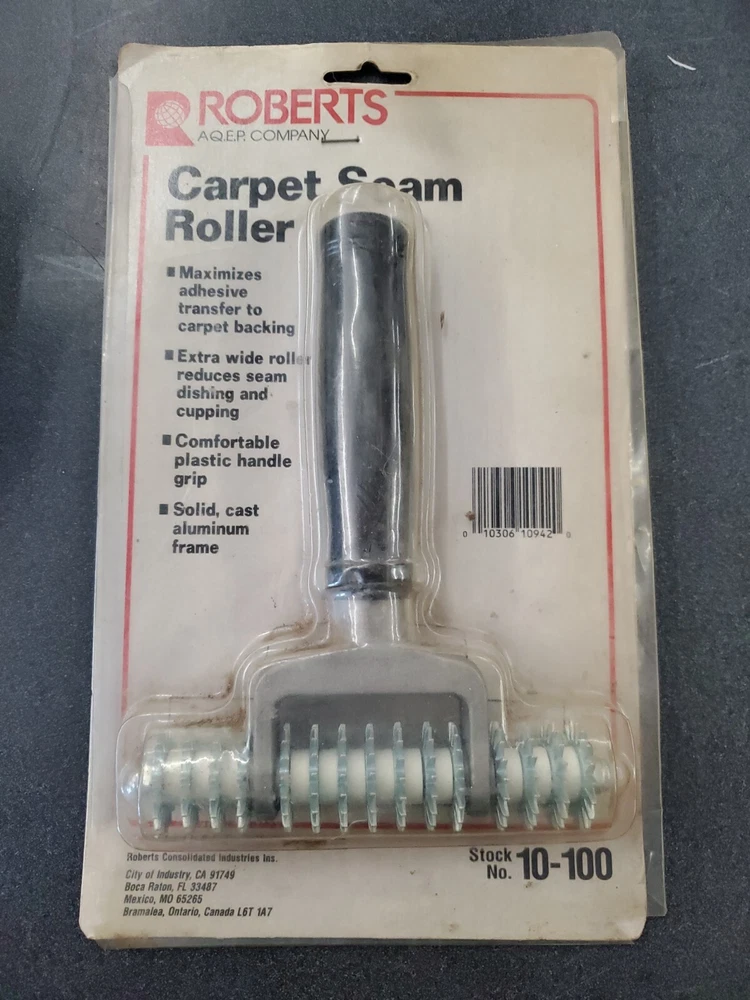 ROBERTS
A Q.E.P. COMPANY
Carpet Seam
Roller
■ Maximizes
adhesive
transfer to
carpet backing
■ Extra wide roller
reduces seam
dishing and
cupping
■ Comfortable
plastic handle
grip
■ Solid, cast
aluminum
frame
0 10306 10942 0
Roberts Consolidated Industries Inc.
City of Industry, CA 91749
Boca Raton, FL 33487
Mexico, MO 65265
Bramalea, Ontario, Canada L6T 1A7
Stock
No. 10-100